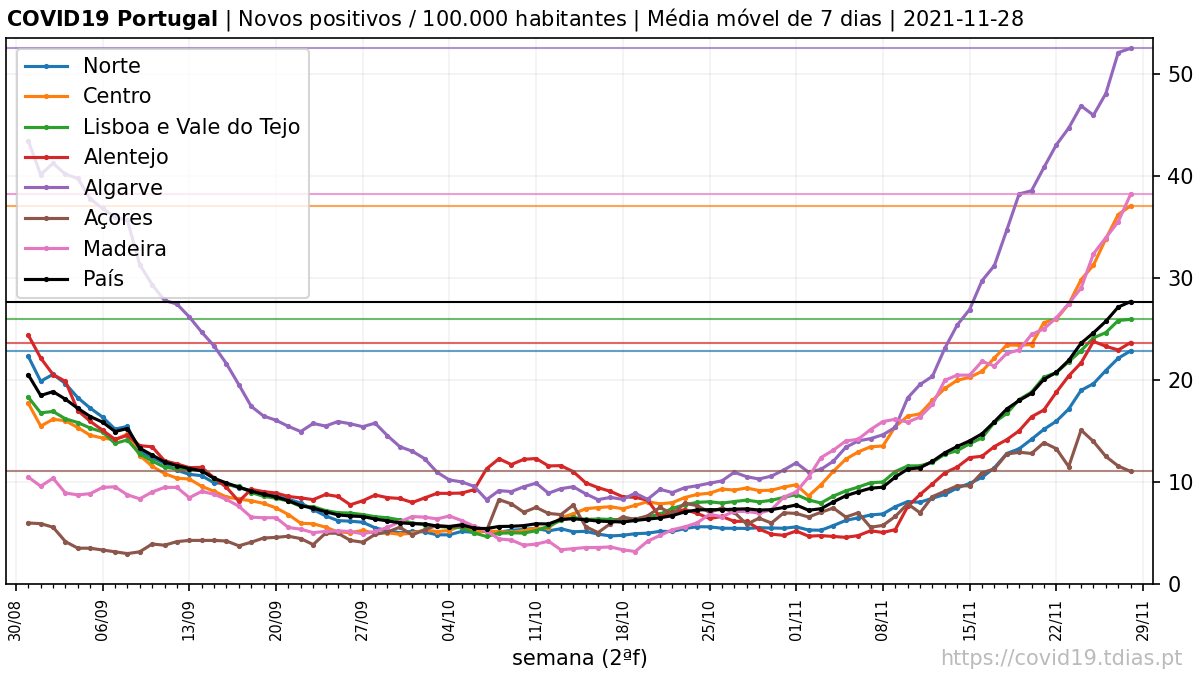 COVID19 Portugal | Novos positivos / 100.000 habitantes | Média móvel de 7 dias | 2021-11-28
Norte
Centro
Lisboa e Vale do Tejo
Alentejo
Algarve
Açores
Madeira
País
50
40
30
20
10
0
30/08
06/09
13/09
20/09
27/09
04/10
11/10
18/10
25/10
01/11
08/11
15/11
22/11
29/11
semana (2ªf)
https://covid19.tdias.pt